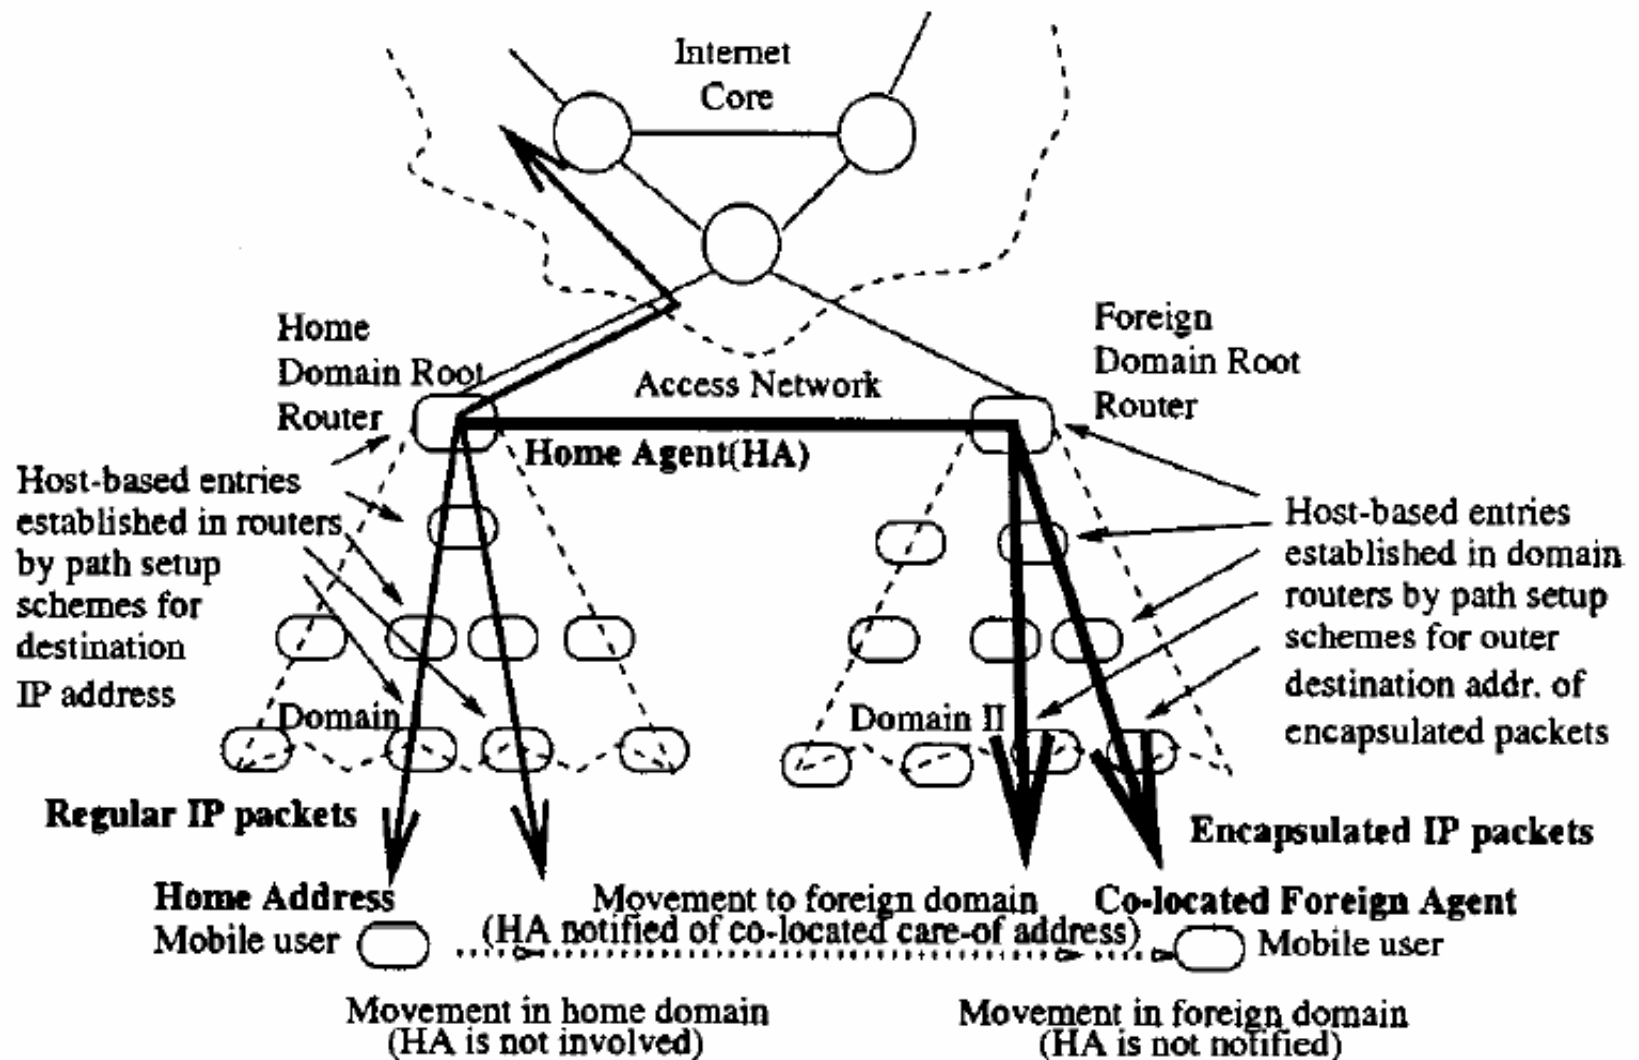 Internet
Core
Home
Domain Root
Router
Foreign
Domain Root
Router
Access Network
Home Agent(HA)
Host-based entries
established in routers
by path setup
schemes for
destination
IP address
Host-based entries
established in domain
routers by path setup
schemes for outer
destination addr. of
encapsulated packets
Domain
Domain II
Regular IP packets
Encapsulated IP packets
Home Address
Mobile user
Movement to foreign domain
(HA notified of co-located care-of address)
Co-located Foreign Agent
Mobile user
Movement in home domain
(HA is not involved)
Movement in foreign domain
(HA is not notified)